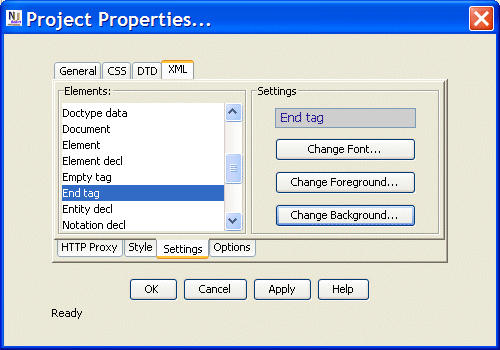 Project Properties...
General CSS DTD XML
Elements:
Doctype data
Document
Element
Element decl
Empty tag
End tag
Entity decl
Notation decl
Settings
End tag
Change Font...
Change Foreground...
Change Background...
HTTP Proxy Style Settings Options
OK Cancel Apply Help
Ready